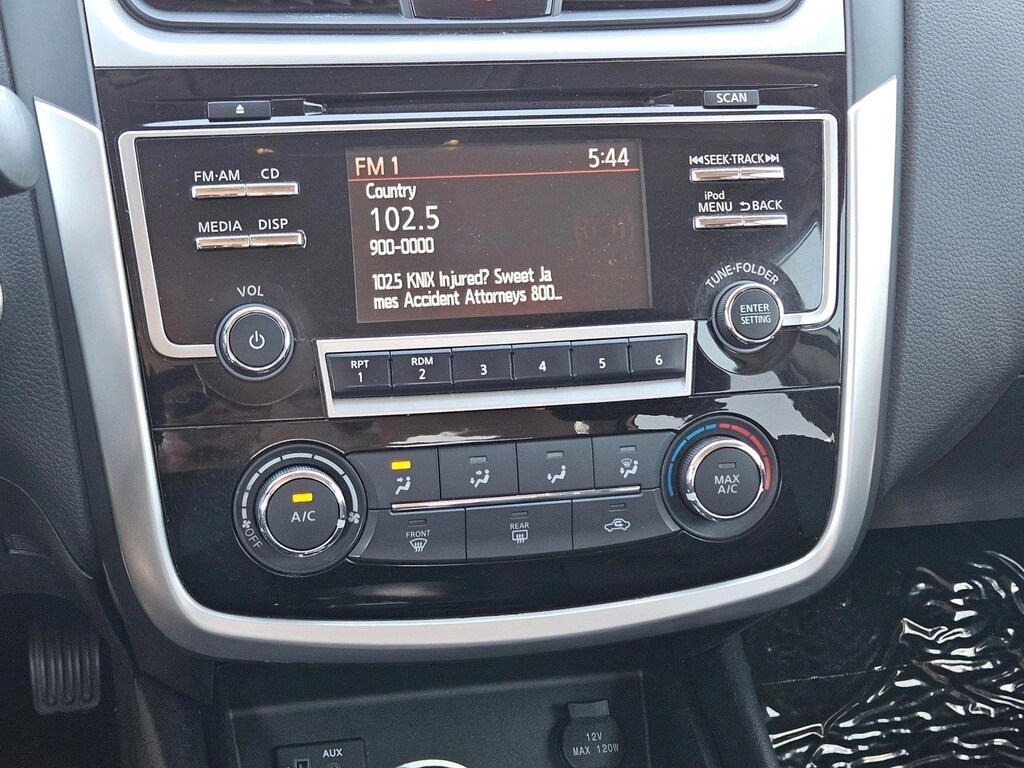 SCAN
FM·AM CD
MEDIA DISP
VOL
FM 1 5:44
Country
102.5
900-0000
102.5 KNIX Injured? Sweet Ja
mes Accident Attorneys 800...
SEEK·TRACK
iPod
MENU BACK
TUNE·FOLDER
ENTER
SETTING
RPT
1
RDM
2
3
4
5
6
A/C
OFF
FRONT
REAR
MAX
A/C
AUX
12V
MAX 120W